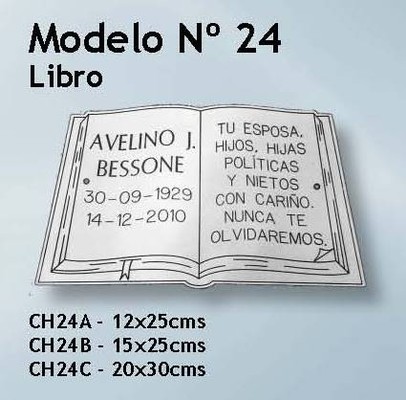 Modelo Nº 24
Libro
AVELINO J.
BESSONE
30-09-1929
14-12-2010
TU ESPOSA,
HIJOS, HIJAS
POLÍTICAS
Y NIETOS
CON CARIÑO.
NUNCA TE
OLVIDAREMOS.
CH24A - 12x25cms
CH24B - 15x25cms
CH24C - 20x30cms